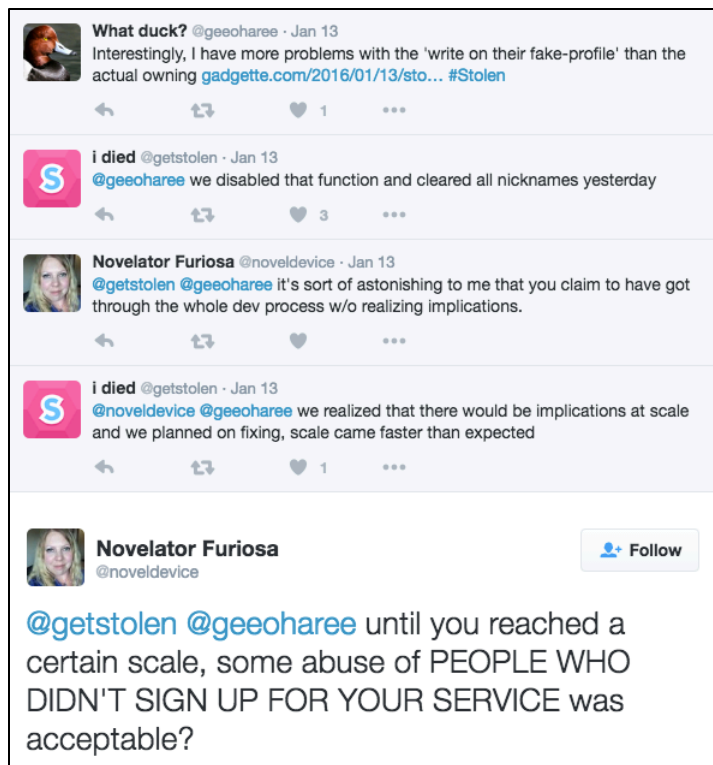 What duck? @geeoharee · Jan 13
Interestingly, I have more problems with the 'write on their fake-profile' than the
actual owning gadgette.com/2016/01/13/sto... #Stolen
1
S
i died @getstolen · Jan 13
@geeoharee we disabled that function and cleared all nicknames yesterday
3
Novelator Furiosa @noveldevice · Jan 13
@getstolen @geeoharee it's sort of astonishing to me that you claim to have got
through the whole dev process w/o realizing implications.
S
i died @getstolen · Jan 13
@noveldevice @geeoharee we realized that there would be implications at scale
and we planned on fixing, scale came faster than expected
1
Novelator Furiosa
@noveldevice
Follow
@getstolen @geeoharee until you reached a
certain scale, some abuse of PEOPLE WHO
DIDN'T SIGN UP FOR YOUR SERVICE was
acceptable?